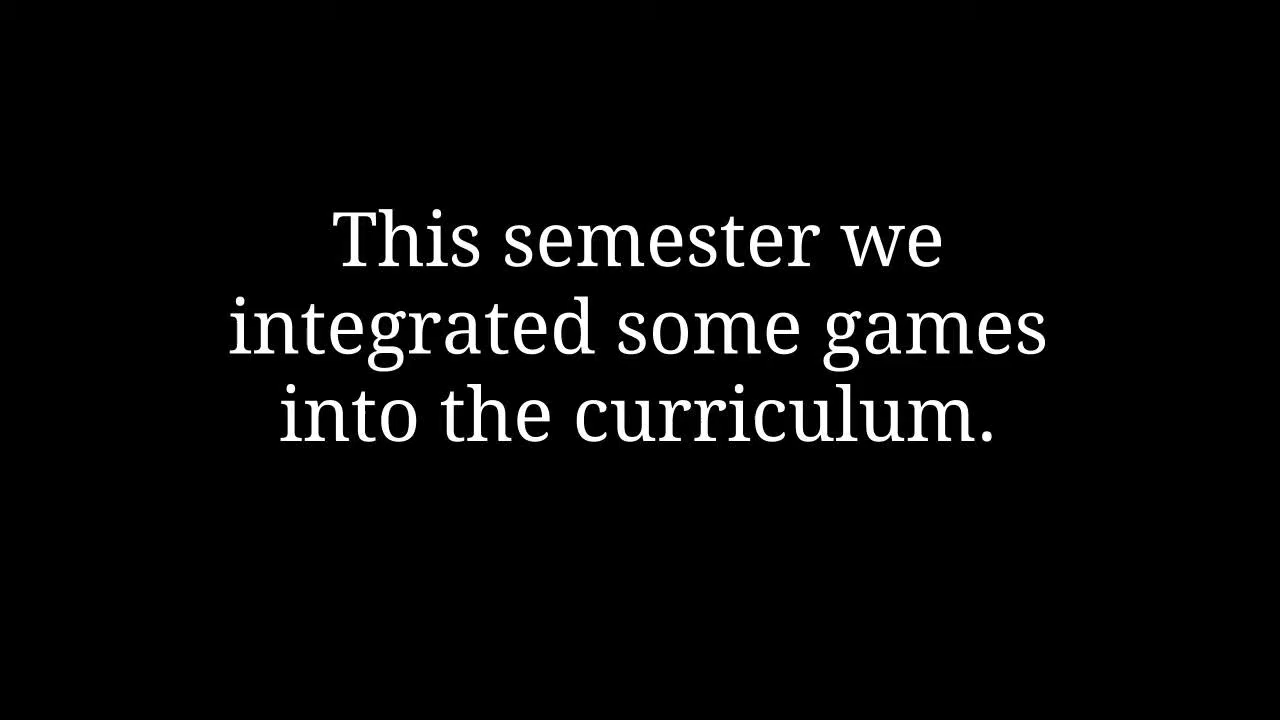 This semester we
integrated some games
into the curriculum.